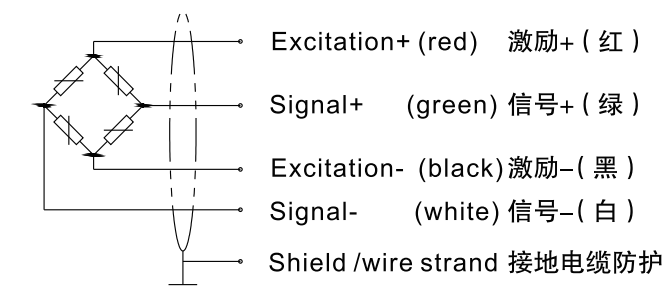 Excitation+ (red) 激励+(红)
Signal+ (green) 信号+(绿)
Excitation- (black) 激励-(黑)
Signal- (white) 信号-(白)
Shield /wire strand 接地电缆防护